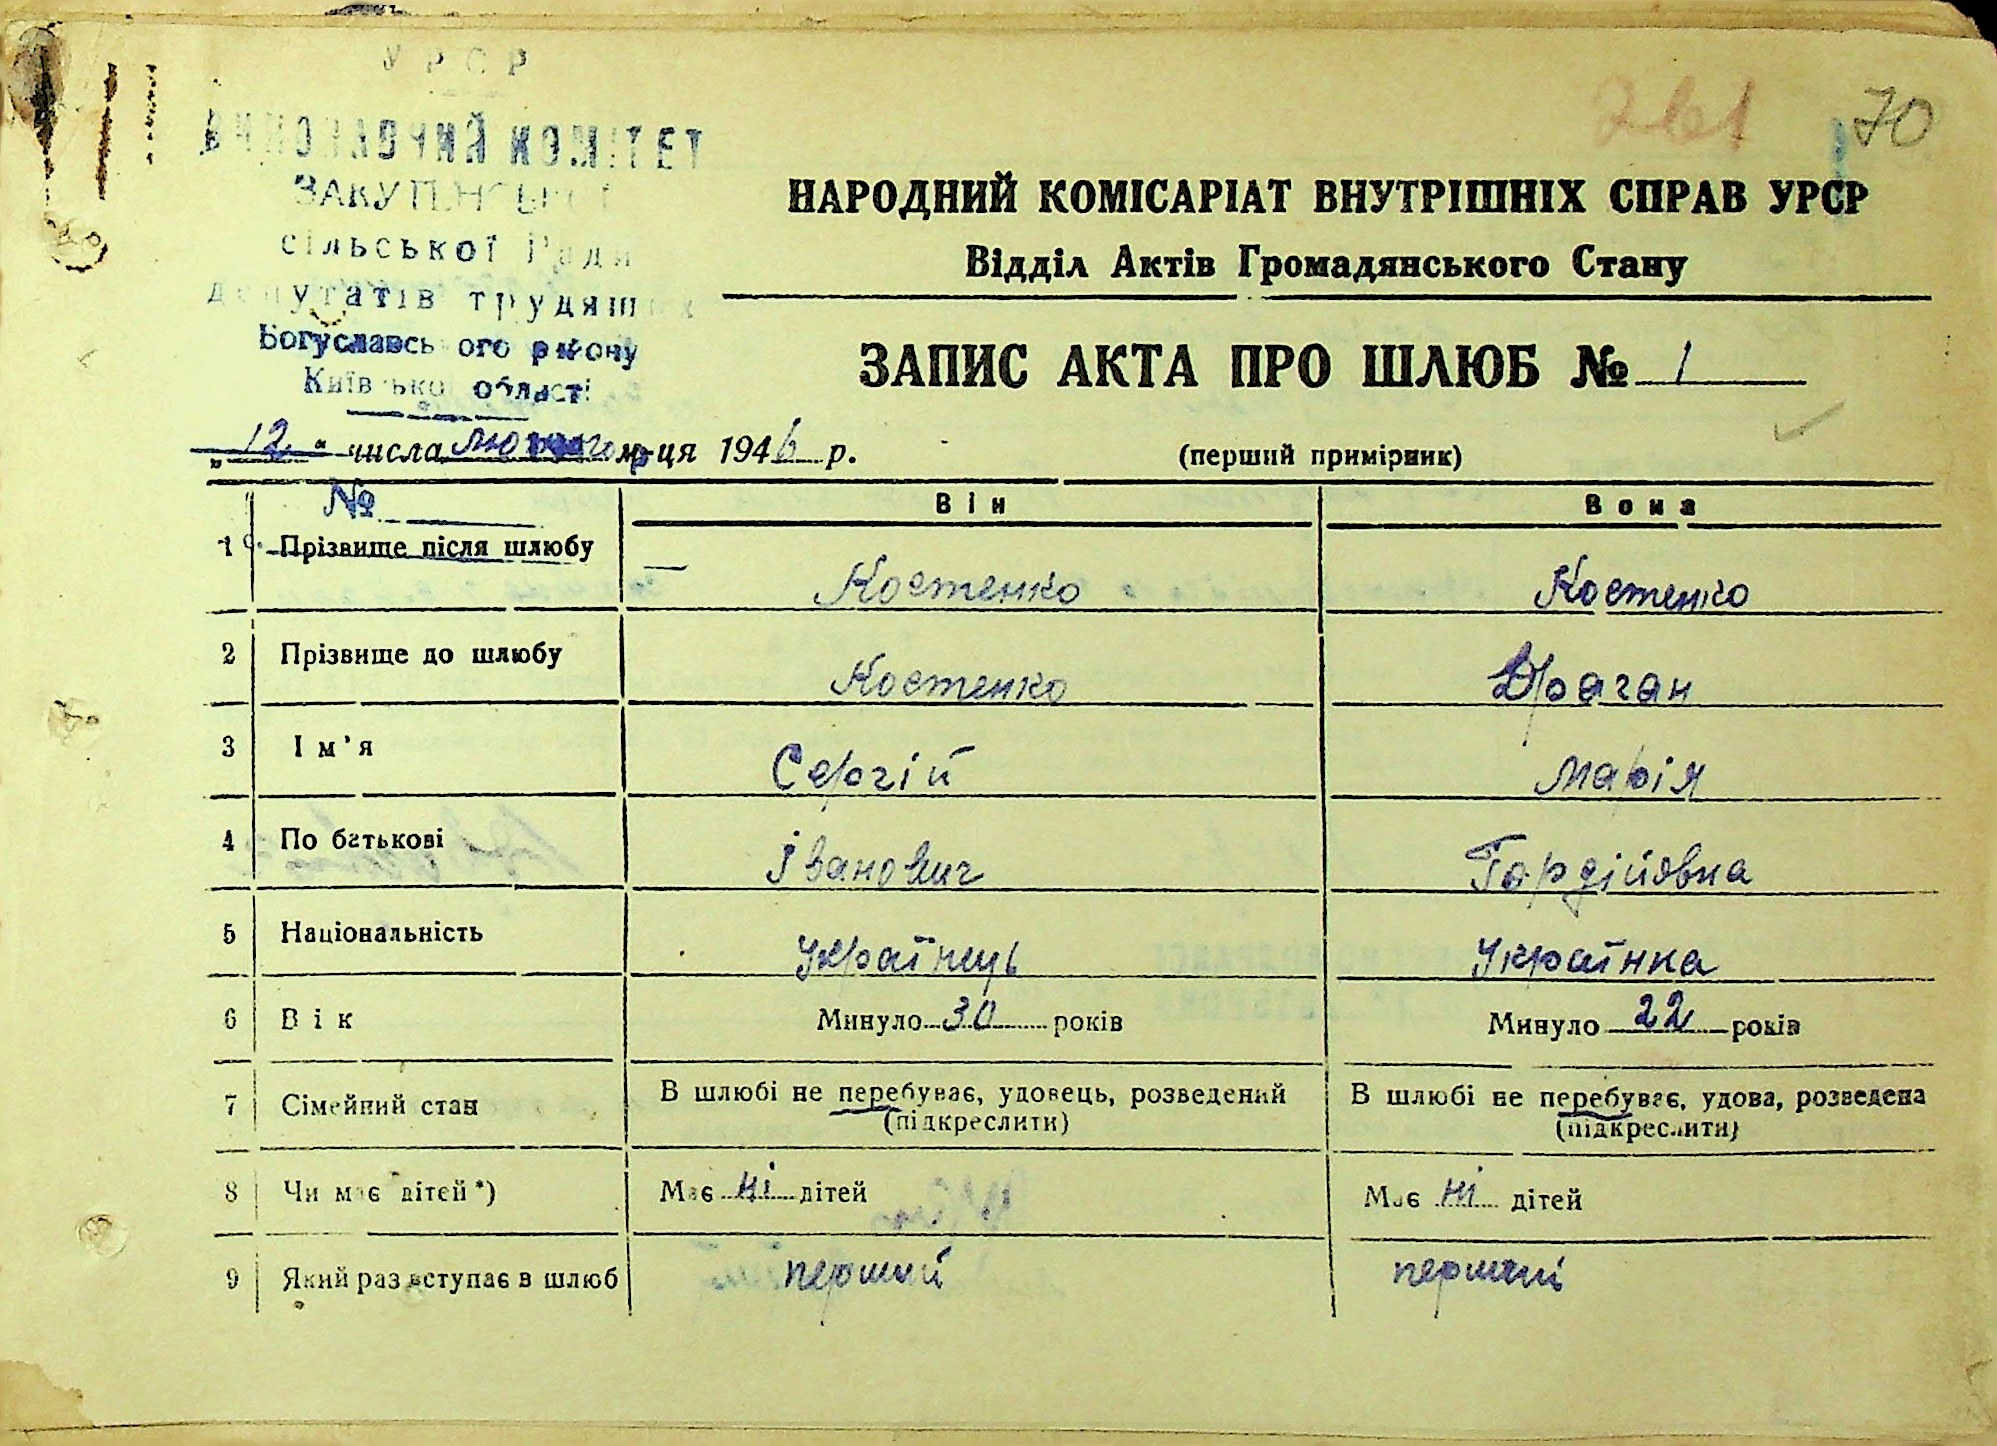 УРСР
ВИКОНАВЧИЙ КОМІТЕТ
сільської Ради
депутатів трудящих
Богуславського району
Київської області
261 70
НАРОДНИЙ КОМІСАРІАТ ВНУТРІШНІХ СПРАВ УРСР
Відділ Актів Громадянського Стану
ЗАПИС АКТА ПРО ШЛЮБ № 1
„12“ числа лютого м-ця 1946 р.
(перший примірник)
№
Він Вона
1 Прізвище після шлюбу — Костенко Костенко
2 Прізвище до шлюбу Костенко Драган
3 Ім'я Сергій Марія
4 По батькові Іванович Гордійовна
5 Національність Українець Українка
6 Вік Минуло 30 років Минуло 22 років
7 Сімейний стан В шлюбі не перебуває, удовець, розведений В шлюбі не перебуває, удова, розведена
(підкреслити) (підкреслити)
8 Чи має дітей*) Має ні дітей Має ні дітей
9 Який раз вступає в шлюб перший перший